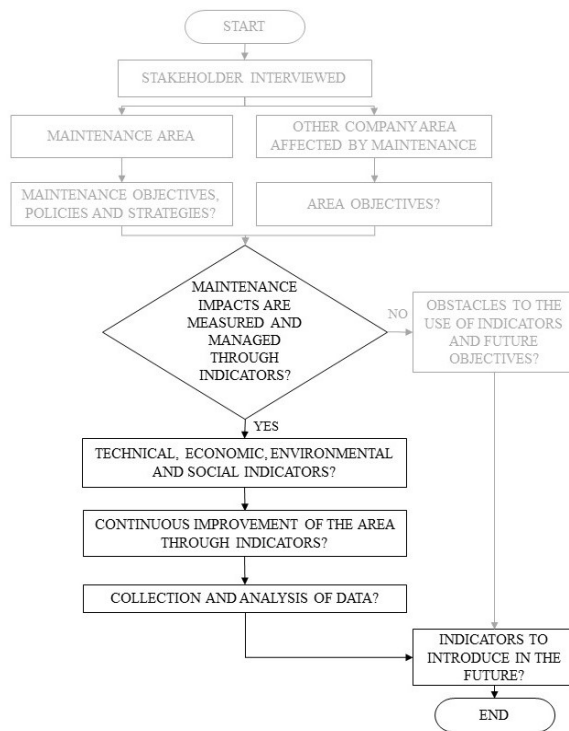 START
STAKEHOLDER INTERVIEWED
MAINTENANCE AREA
OTHER COMPANY AREA
AFFECTED BY MAINTENANCE
MAINTENANCE OBJECTIVES,
POLICIES AND STRATEGIES?
AREA OBJECTIVES?
MAINTENANCE
IMPACTS ARE
MEASURED AND
MANAGED
THROUGH
INDICATORS?
NO
OBSTACLES TO THE
USE OF INDICATORS
AND FUTURE
OBJECTIVES?
YES
TECHNICAL, ECONOMIC, ENVIRONMENTAL
AND SOCIAL INDICATORS?
CONTINUOUS IMPROVEMENT OF THE AREA
THROUGH INDICATORS?
COLLECTION AND ANALYSIS OF DATA?
INDICATORS TO
INTRODUCE IN THE
FUTURE?
END